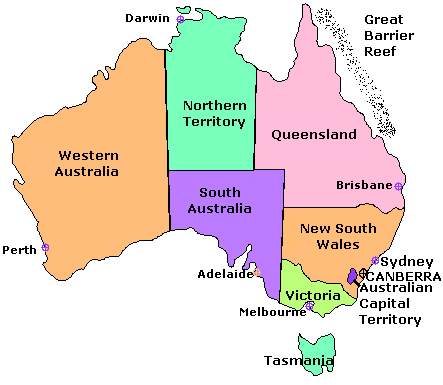 Darwin
Great
Barrier
Reef
Northern
Territory
Queensland
Western
Australia
South
Australia
Brisbane
New South
Wales
Perth
Sydney
Adelaide
CANBERRA
Australian
Capital
Territory
Victoria
Melbourne
Tasmania